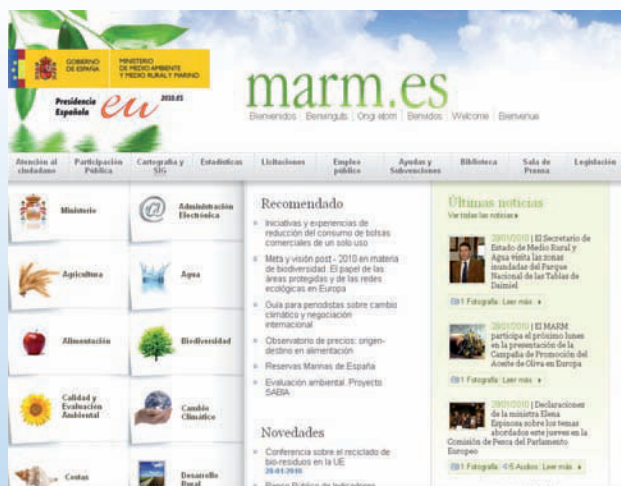 GOBIERNO
DE ESPAÑA
MINISTERIO
DE MEDIO AMBIENTE
Y MEDIO RURAL Y MARINO
Presidencia
Española
eu
2010.es
marm.es
Bienvenidos | Benvinguts | Ongi etorri | Benvidos | Welcome | Bienvenue
Atención al
ciudadano
Participación
Pública
Cartografía y
SIG
Estadísticas
Licitaciones
Empleo
público
Ayudas y
Subvenciones
Biblioteca
Sala de
Prensa
Legislación
Ministerio
Administración
Electrónica
Agricultura
Agua
Alimentación
Biodiversidad
Calidad y
Evaluación
Ambiental
Cambio
Climático
Costas
Desarrollo
Rural
Recomendado
Iniciativas y experiencias de
reducción del consumo de bolsas
comerciales de un solo uso
Meta y visión post - 2010 en materia
de biodiversidad. El papel de las
áreas protegidas y de las redes
ecológicas en Europa
Guía para periodistas sobre cambio
climático y negociación
internacional
Observatorio de precios: origen-
destino en alimentación
Reservas Marinas de España
Evaluación ambiental. Proyecto
SABIA
Novedades
Conferencia sobre el reciclado de
bio-residuos en la UE
28-01-2010
Banco Público de Indicadores
Últimas noticias
Ver todas las noticias
29/01/2010 | El Secretario de
Estado de Medio Rural y
Agua visita las zonas
inundadas del Parque
Nacional de las Tablas de
Daimiel
1 Fotografía | Leer más
29/01/2010 | El MARM
participa el próximo lunes
en la presentación de la
Campaña de Promoción del
Aceite de Oliva en Europa
1 Fotografía | Leer más
29/01/2010 | Declaraciones
de la ministra Elena
Espinosa sobre los temas
abordados este jueves en la
Comisión de Pesca del Parlamento
Europeo
1 Fotografía | 5 Audios | Leer más